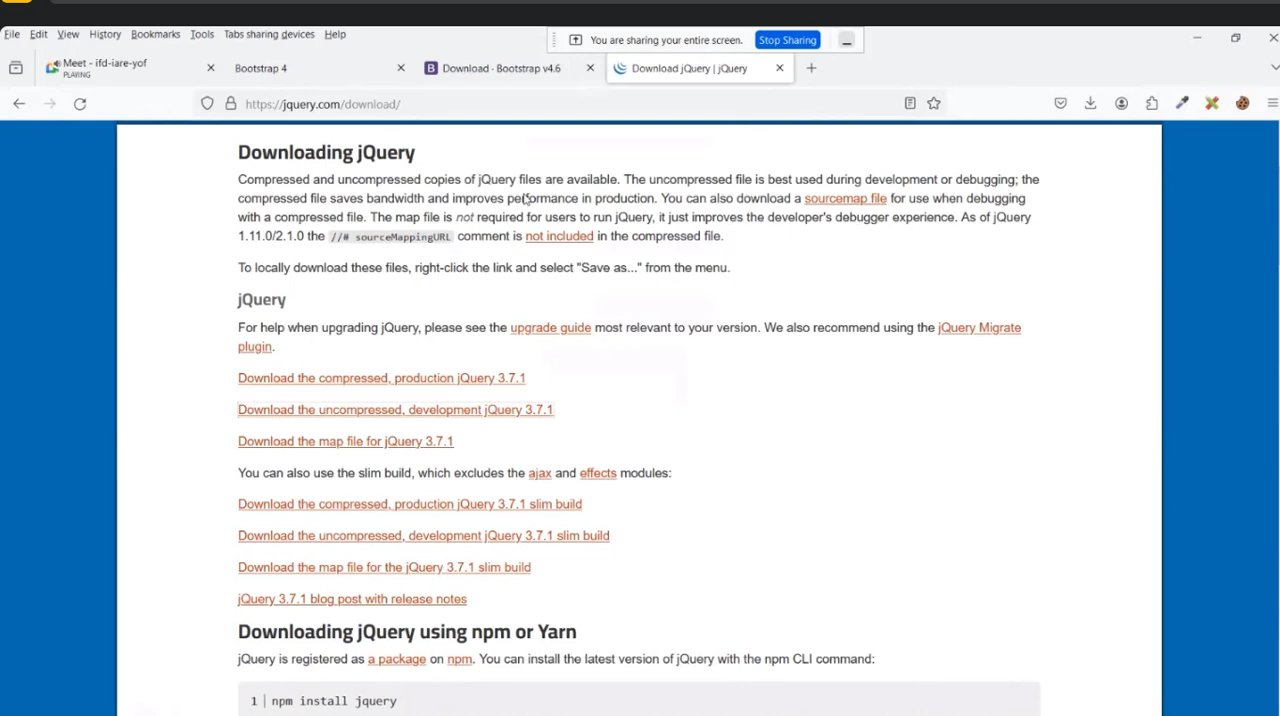 File Edit View History Bookmarks Tools Tabs sharing devices Help
You are sharing your entire screen. Stop Sharing
Meet - ifd-iare-yof
PLAYING
Bootstrap 4
Download · Bootstrap v4.6
Download jQuery | jQuery
https://jquery.com/download/
Downloading jQuery
Compressed and uncompressed copies of jQuery files are available. The uncompressed file is best used during development or debugging; the
compressed file saves bandwidth and improves performance in production. You can also download a sourcemap file for use when debugging
with a compressed file. The map file is not required for users to run jQuery, it just improves the developer's debugger experience. As of jQuery
1.11.0/2.1.0 the //# sourceMappingURL comment is not included in the compressed file.
To locally download these files, right-click the link and select "Save as..." from the menu.
jQuery
For help when upgrading jQuery, please see the upgrade guide most relevant to your version. We also recommend using the jQuery Migrate
plugin.
Download the compressed, production jQuery 3.7.1
Download the uncompressed, development jQuery 3.7.1
Download the map file for jQuery 3.7.1
You can also use the slim build, which excludes the ajax and effects modules:
Download the compressed, production jQuery 3.7.1 slim build
Download the uncompressed, development jQuery 3.7.1 slim build
Download the map file for the jQuery 3.7.1 slim build
jQuery 3.7.1 blog post with release notes
Downloading jQuery using npm or Yarn
jQuery is registered as a package on npm. You can install the latest version of jQuery with the npm CLI command:
1 npm install jquery